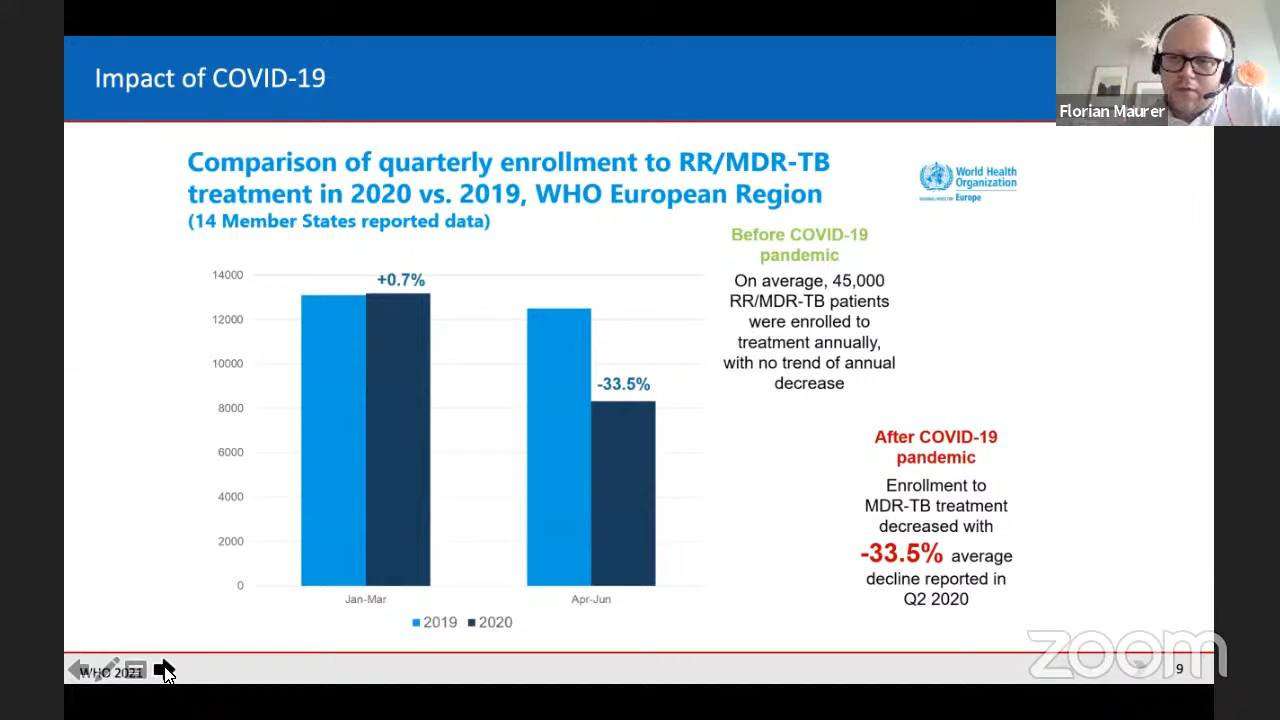 Impact of COVID-19
Florian Maurer
Comparison of quarterly enrollment to RR/MDR-TB
treatment in 2020 vs. 2019, WHO European Region
(14 Member States reported data)
World Health
Organization
Europe
Before COVID-19
pandemic
On average, 45,000
RR/MDR-TB patients
were enrolled to
treatment annually,
with no trend of annual
decrease
14000
12000
10000
8000
6000
4000
2000
0
+0.7%
-33.5%
Jan-Mar
Apr-Jun
2019
2020
After COVID-19
pandemic
Enrollment to
MDR-TB treatment
decreased with
-33.5% average
decline reported in
Q2 2020
zoom
WHO 2021
9